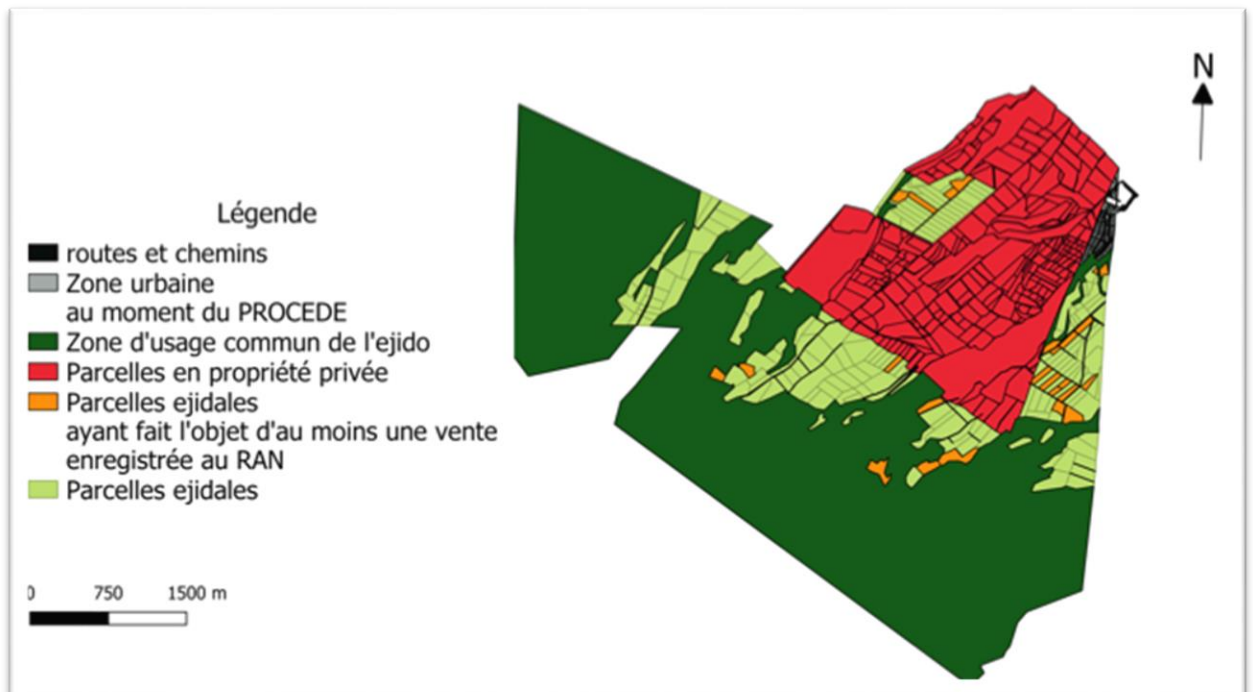 N
Légende
routes et chemins
Zone urbaine
au moment du PROCEDE
Zone d'usage commun de l'ejido
Parcelles en propriété privée
Parcelles ejidales
ayant fait l'objet d'au moins une vente
enregistrée au RAN
Parcelles ejidales
0 750 1500 m